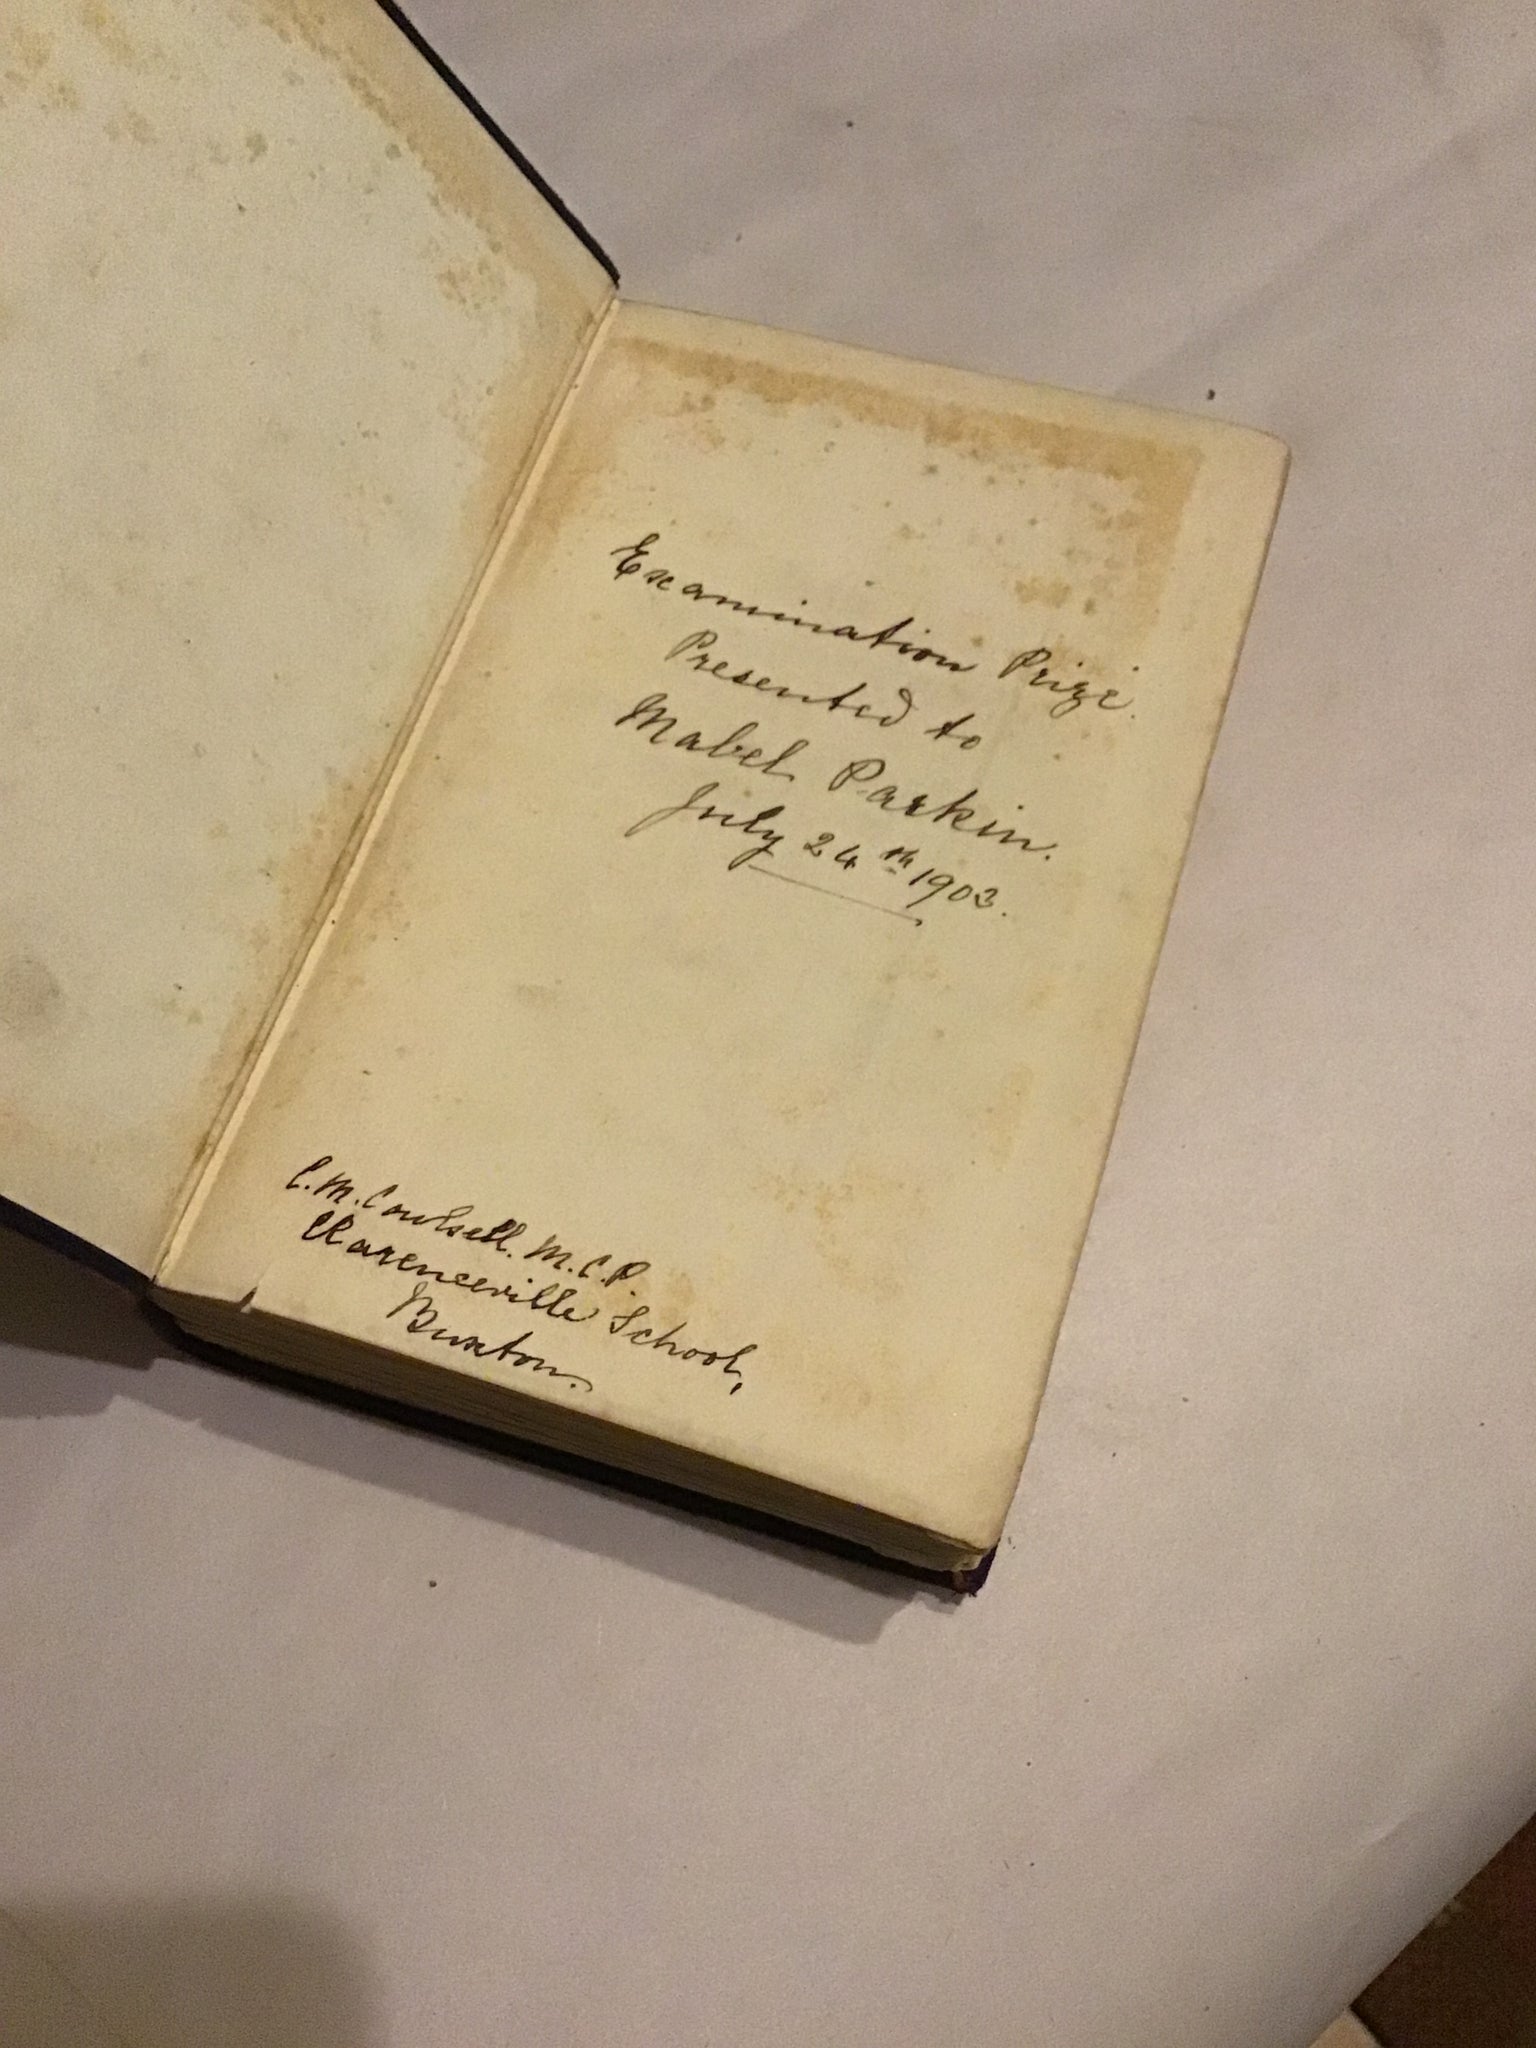 Examination Prize.
Presented to
Mabel Parkin.
July 24th 1903.
C. M. Coulsell. M.C.P.
Clarenceville School,
Buxton.